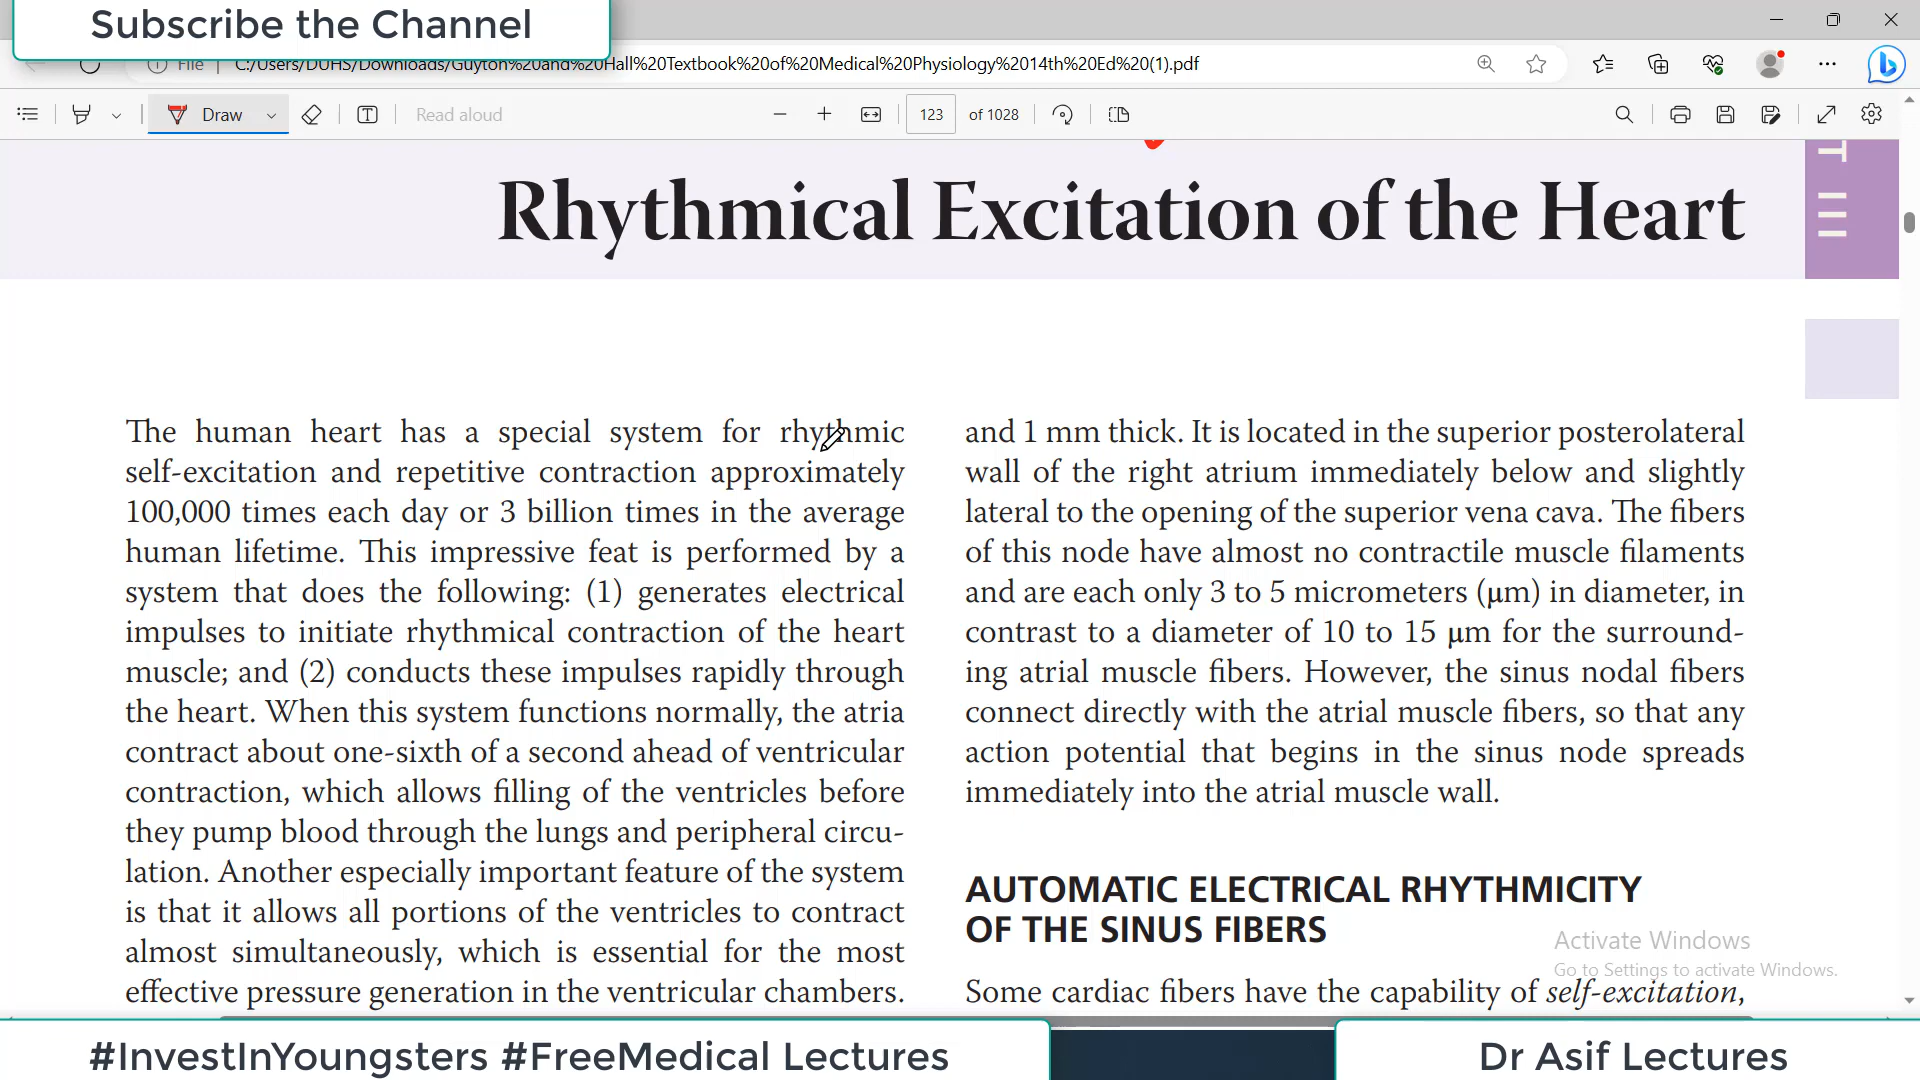 Subscribe the Channel
File
C:/Users/DUHS/Downloads/Guyton%20and%20Hall%20Textbook%20of%20Medical%20Physiology%2014th%20Ed%20(1).pdf
Draw
Read aloud
123 of 1028
Rhythmical Excitation of the Heart
The human heart has a special system for rhythmic
self-excitation and repetitive contraction approximately
100,000 times each day or 3 billion times in the average
human lifetime. This impressive feat is performed by a
system that does the following: (1) generates electrical
impulses to initiate rhythmical contraction of the heart
muscle; and (2) conducts these impulses rapidly through
the heart. When this system functions normally, the atria
contract about one-sixth of a second ahead of ventricular
contraction, which allows filling of the ventricles before
they pump blood through the lungs and peripheral circu-
lation. Another especially important feature of the system
is that it allows all portions of the ventricles to contract
almost simultaneously, which is essential for the most
effective pressure generation in the ventricular chambers.
and 1 mm thick. It is located in the superior posterolateral
wall of the right atrium immediately below and slightly
lateral to the opening of the superior vena cava. The fibers
of this node have almost no contractile muscle filaments
and are each only 3 to 5 micrometers (μm) in diameter, in
contrast to a diameter of 10 to 15 μm for the surround-
ing atrial muscle fibers. However, the sinus nodal fibers
connect directly with the atrial muscle fibers, so that any
action potential that begins in the sinus node spreads
immediately into the atrial muscle wall.
AUTOMATIC ELECTRICAL RHYTHMICITY
OF THE SINUS FIBERS
Some cardiac fibers have the capability of self-excitation,
Activate Windows
Go to Settings to activate Windows.
#InvestInYoungsters #FreeMedical Lectures
Dr Asif Lectures